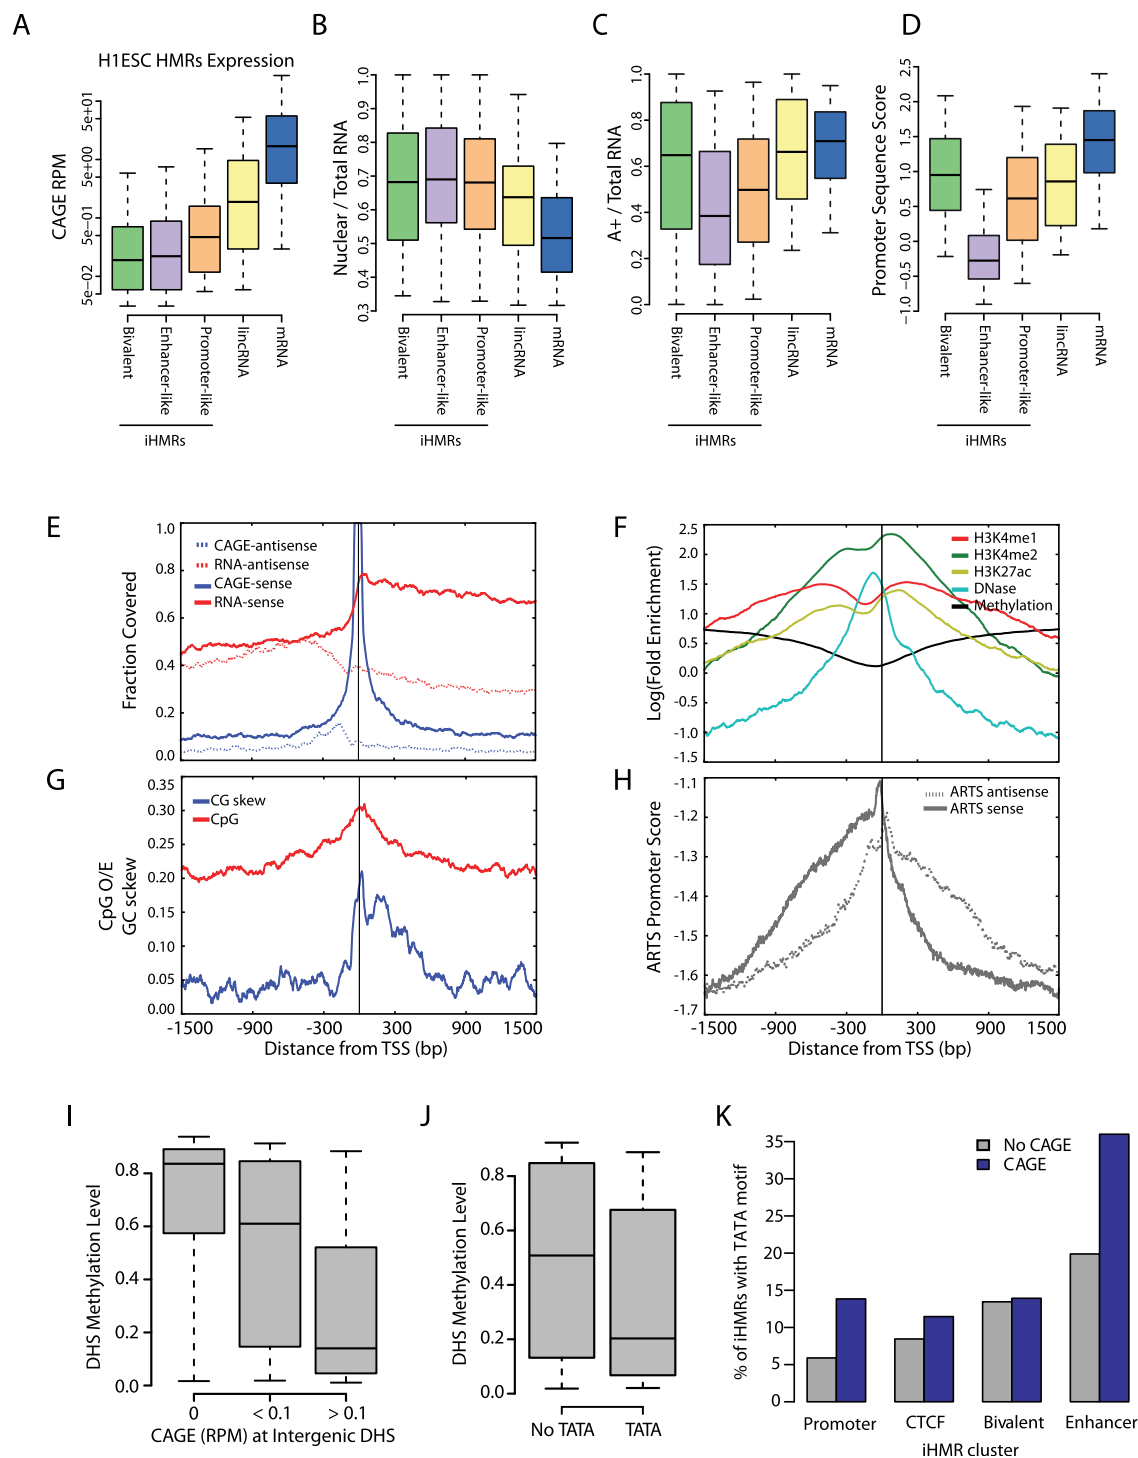 A
B
C
D
H1ESC HMRs Expression
CAGE RPM
5e−02
5e−01
5e+00
5e+01
Bivalent
Enhancer-like
Promoter-like
lincRNA
mRNA
iHMRs
Nuclear / Total RNA
0.3
0.4
0.5
0.6
0.7
0.8
0.9
1.0
Bivalent
Enhancer-like
Promoter-like
lincRNA
mRNA
iHMRs
A+ / Total RNA
0.0
0.2
0.4
0.6
0.8
1.0
Bivalent
Enhancer-like
Promoter-like
lincRNA
mRNA
iHMRs
Promoter Sequence Score
−1.0
−0.5
0.0
0.5
1.0
1.5
2.0
2.5
Bivalent
Enhancer-like
Promoter-like
lincRNA
mRNA
iHMRs
E
Fraction Covered
1.0
0.8
0.6
0.4
0.2
0.0
CAGE-antisense
RNA-antisense
CAGE-sense
RNA-sense
F
Log(Fold Enrichment)
2.5
2.0
1.5
1.0
0.5
0.0
-0.5
-1.0
-1.5
H3K4me1
H3K4me2
H3K27ac
DNase
Methylation
G
CpG O/E
GC sckew
0.35
0.30
0.25
0.20
0.15
0.10
0.05
0.00
CG skew
CpG
-1500 -900 -300 300 900 1500
Distance from TSS (bp)
H
ARTS Promoter Score
-1.1
-1.2
-1.3
-1.4
-1.5
-1.6
-1.7
ARTS antisense
ARTS sense
-1500 -900 -300 300 900 1500
Distance from TSS (bp)
I
DHS Methylation Level
0.8
0.6
0.4
0.2
0.0
0 < 0.1 > 0.1
CAGE (RPM) at Intergenic DHS
J
DHS Methylation Level
0.8
0.6
0.4
0.2
0.0
No TATA TATA
K
% of iHMRs with TATA motif
35
30
25
20
15
10
5
0
No CAGE
CAGE
Promoter CTCF Bivalent Enhancer
iHMR cluster